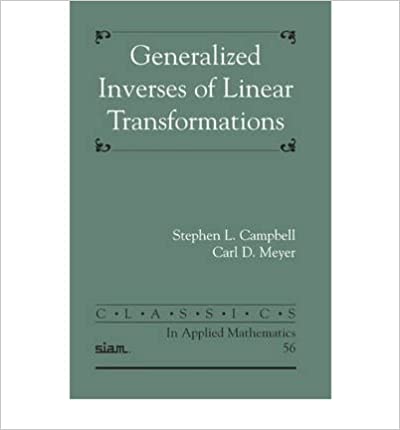 Generalized
Inverses of Linear
Transformations
Stephen L. Campbell
Carl D. Meyer
C•L•A•S•S•I•C•S
In Applied Mathematics
siam
56